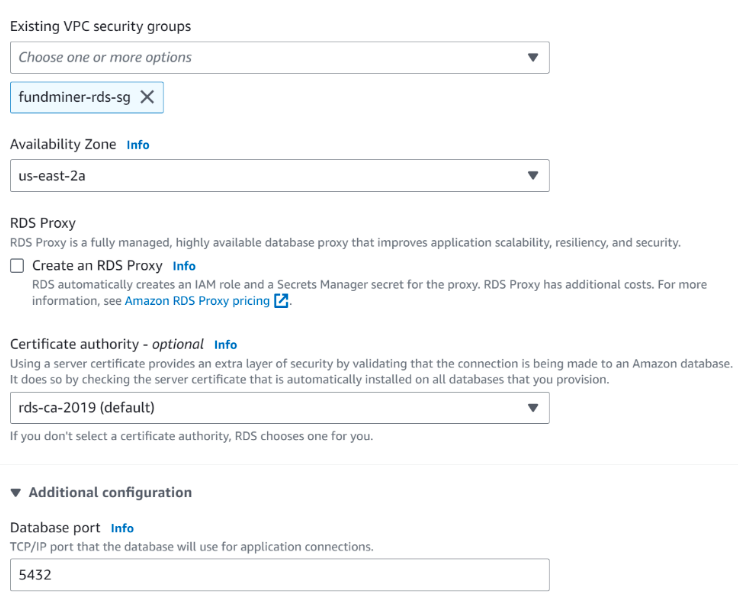 Existing VPC security groups
Choose one or more options
fundminer-rds-sg
Availability Zone Info
us-east-2a
RDS Proxy
RDS Proxy is a fully managed, highly available database proxy that improves application scalability, resiliency, and security.
Create an RDS Proxy Info
RDS automatically creates an IAM role and a Secrets Manager secret for the proxy. RDS Proxy has additional costs. For more
information, see Amazon RDS Proxy pricing.
Certificate authority - optional Info
Using a server certificate provides an extra layer of security by validating that the connection is being made to an Amazon database.
It does so by checking the server certificate that is automatically installed on all databases that you provision.
rds-ca-2019 (default)
If you don't select a certificate authority, RDS chooses one for you.
Additional configuration
Database port Info
TCP/IP port that the database will use for application connections.
5432